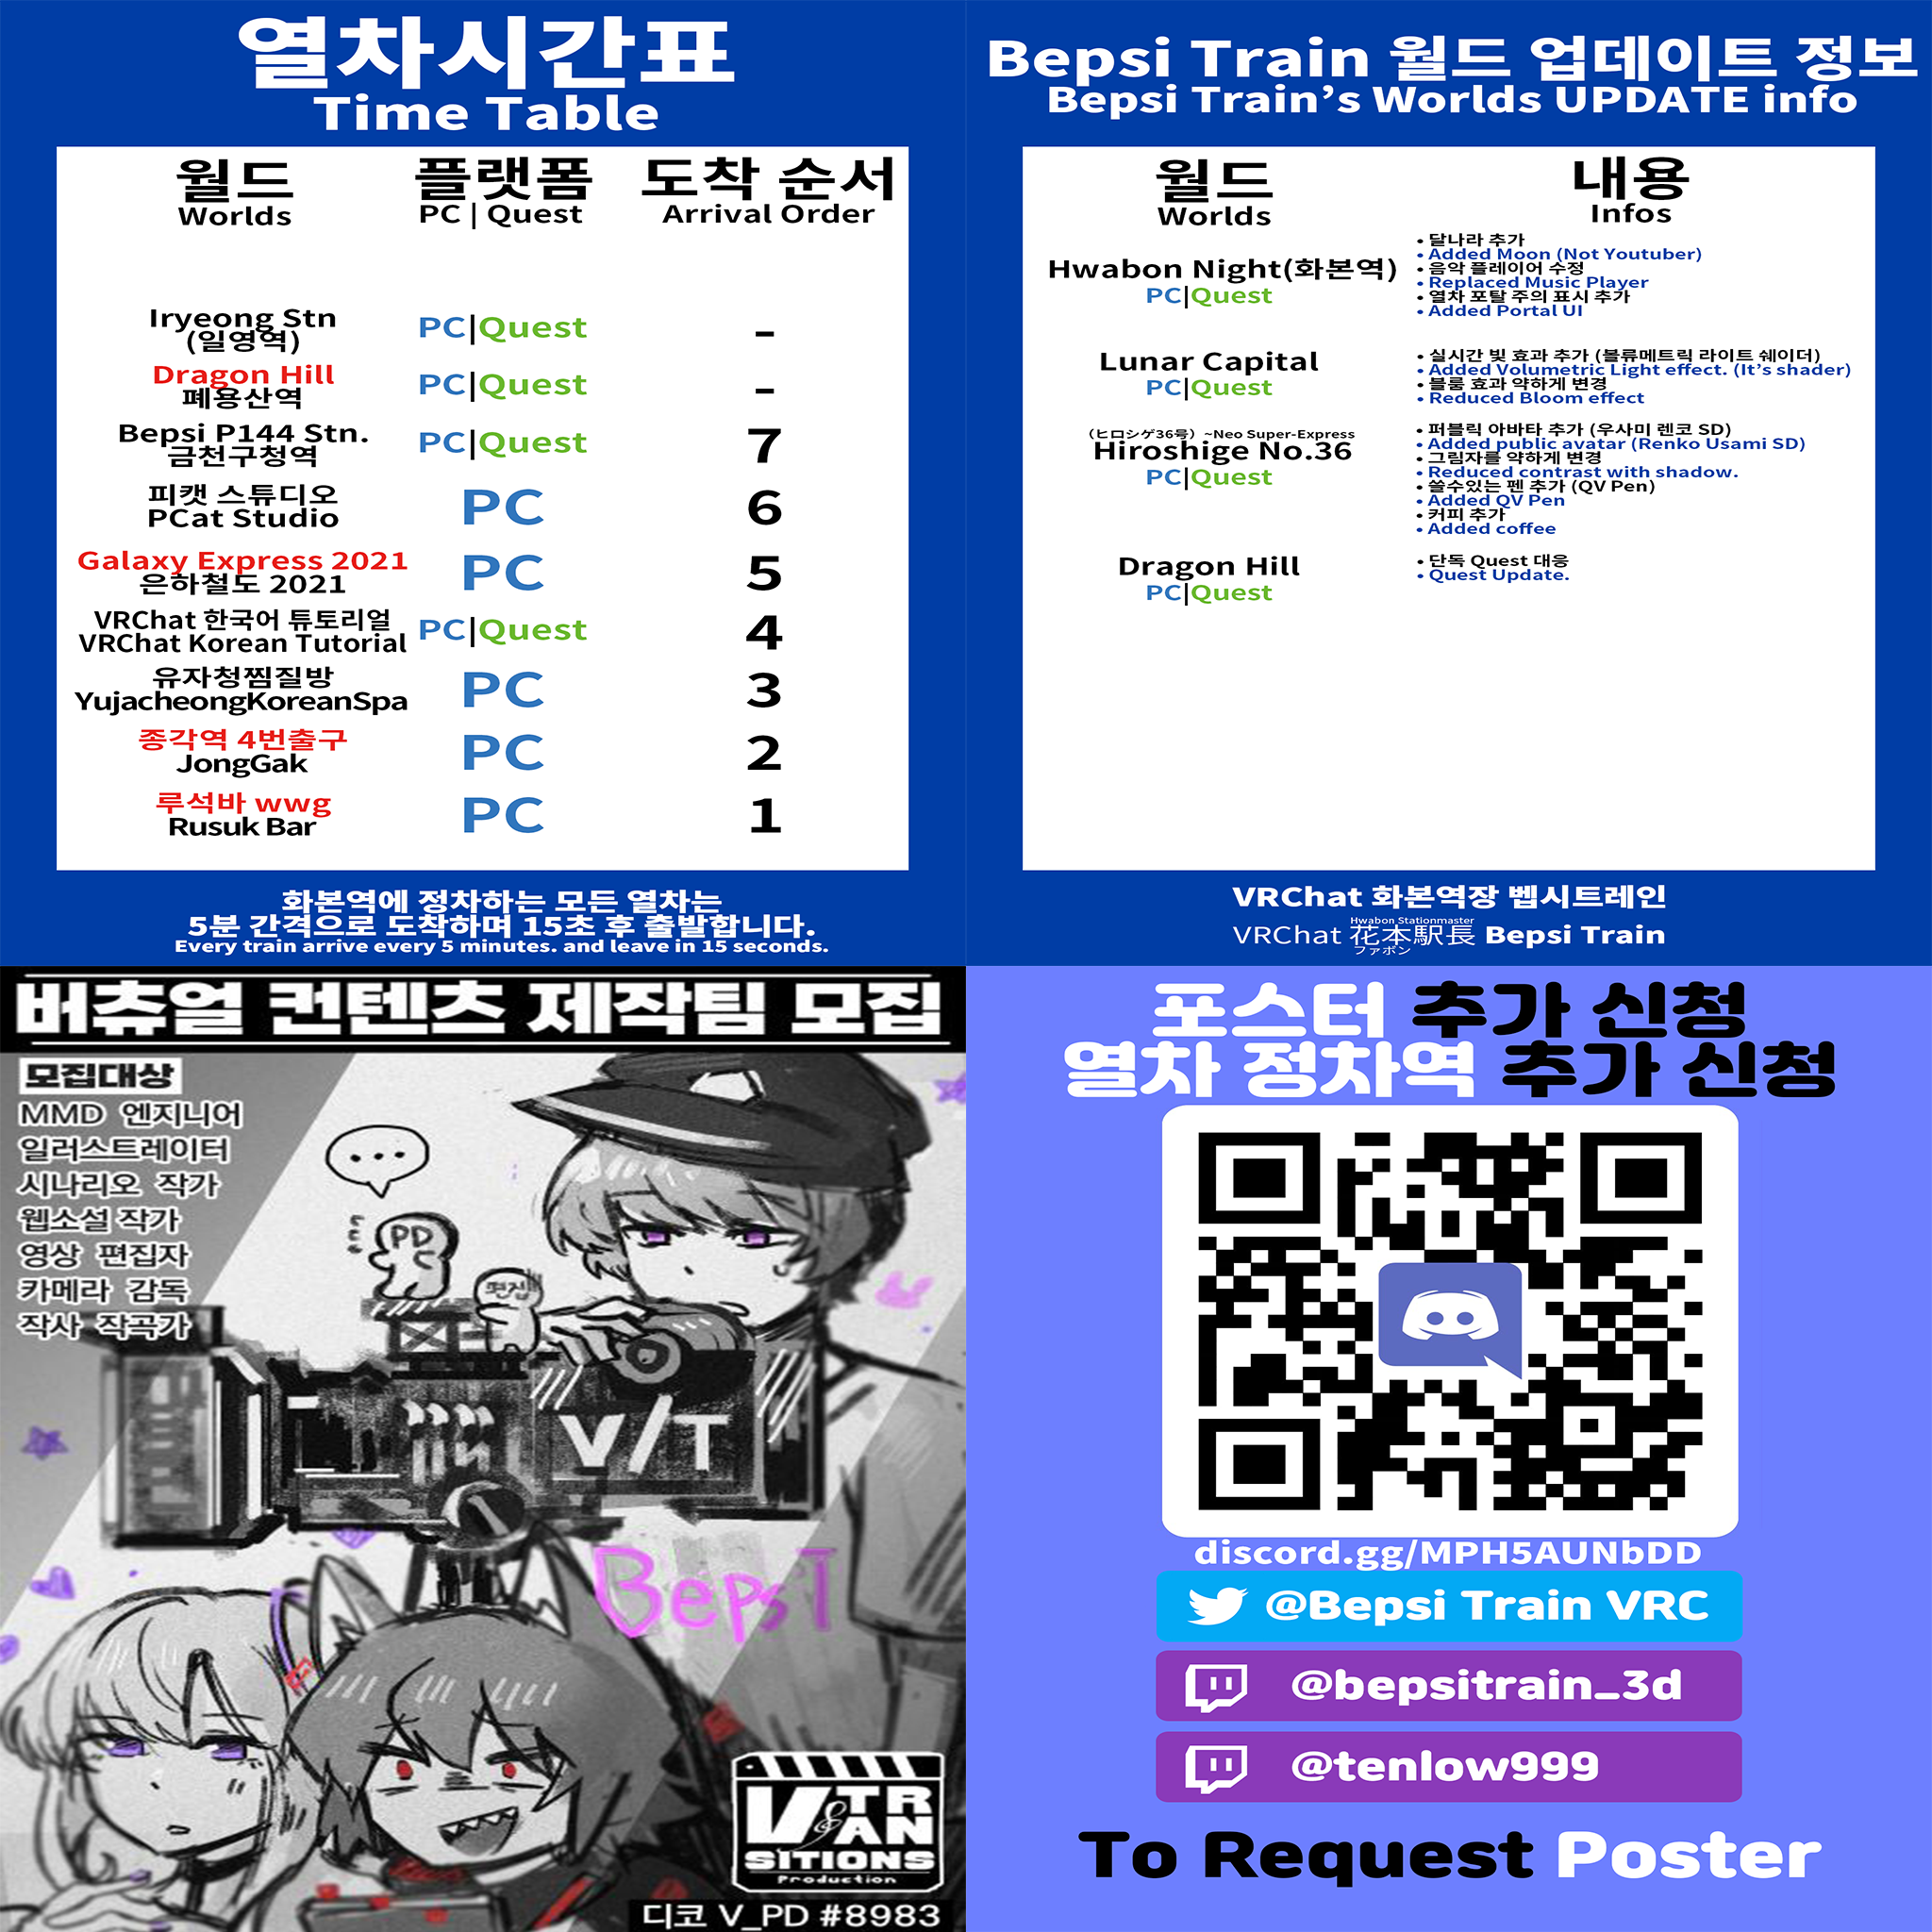 열차시간표
Time Table
월드 플랫폼 도착 순서
Worlds PC | Quest Arrival Order
Iryeong Stn
(일영역)
PC|Quest
-
Dragon Hill
폐용산역
PC|Quest
-
Bepsi P144 Stn.
금천구청역
PC|Quest
7
피캣 스튜디오
PCat Studio
PC
6
Galaxy Express 2021
은하철도 2021
PC
5
VRChat 한국어 튜토리얼
VRChat Korean Tutorial
PC|Quest
4
유자청찜질방
YujacheongKoreanSpa
PC
3
종각역 4번출구
JongGak
PC
2
루석바 wwg
Rusuk Bar
PC
1
화본역에 정차하는 모든 열차는
5분 간격으로 도착하며 15초 후 출발합니다.
Every train arrive every 5 minutes. and leave in 15 seconds.
Bepsi Train 월드 업데이트 정보
Bepsi Train’s Worlds UPDATE info
월드 내용
Worlds Infos
Hwabon Night(화본역)
PC|Quest
• 달나라 추가
• Added Moon (Not Youtuber)
• 음악 플레이어 수정
• Replaced Music Player
• 열차 포탈 주의 표시 추가
• Added Portal UI
Lunar Capital
PC|Quest
• 실시간 빛 효과 추가 (볼류메트릭 라이트 쉐이더)
• Added Volumetric Light effect. (It’s shader)
• 블룸 효과 약하게 변경
• Reduced Bloom effect
(ヒロシゲ36号) ~Neo Super-Express
Hiroshige No.36
PC|Quest
• 퍼블릭 아바타 추가 (우사미 렌코 SD)
• Added public avatar (Renko Usami SD)
• 그림자를 약하게 변경
• Reduced contrast with shadow.
• 쓸수있는 펜 추가 (QV Pen)
• Added QV Pen
• 커피 추가
• Added coffee
Dragon Hill
PC|Quest
• 단독 Quest 대응
• Quest Update.
VRChat 화본역장 벱시트레인
Hwabon Stationmaster
VRChat 花本駅長 Bepsi Train
ファボン
버츄얼 컨텐츠 제작팀 모집
모집대상
MMD 엔지니어
일러스트레이터
시나리오 작가
웹소설 작가
영상 편집자
카메라 감독
작사 작곡가
...
PD
편집
V/T
BepsI
V&TRANSITIONS
Production
디코 V_PD #8983
포스터 추가 신청
열차 정차역 추가 신청
discord.gg/MPH5AUNbDD
@Bepsi Train VRC
@bepsitrain_3d
@tenlow999
To Request Poster